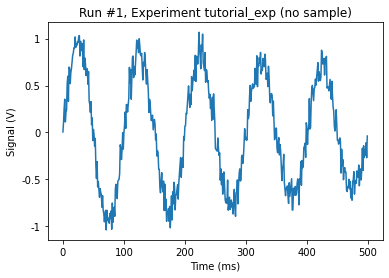 Run #1, Experiment tutorial_exp (no sample)
1
0.5
0
-0.5
-1
Signal (V)
0 100 200 300 400 500
Time (ms)